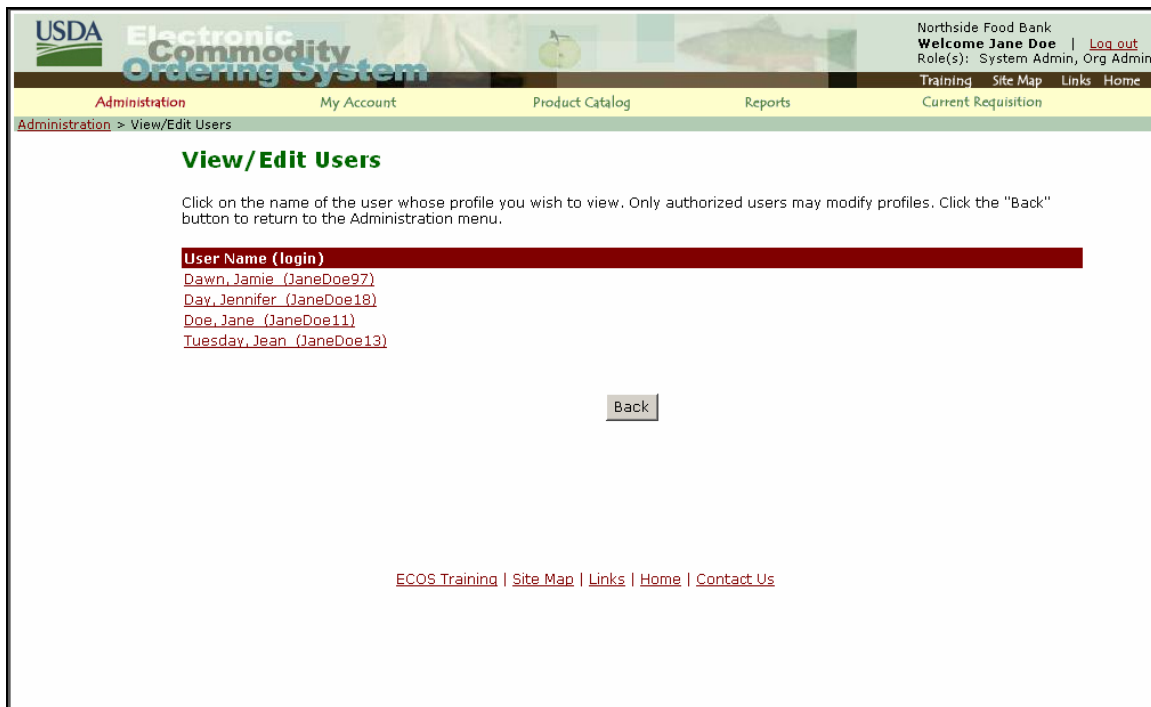 USDA
Electronic
Commodity
Ordering System
Northside Food Bank
Welcome Jane Doe | Log out
Role(s): System Admin, Org Admin
Training Site Map Links Home
Administration My Account Product Catalog Reports Current Requisition
Administration > View/Edit Users
View/Edit Users
Click on the name of the user whose profile you wish to view. Only authorized users may modify profiles. Click the "Back"
button to return to the Administration menu.
User Name (login)
Dawn, Jamie (JaneDoe97)
Day, Jennifer (JaneDoe18)
Doe, Jane (JaneDoe11)
Tuesday, Jean (JaneDoe13)
Back
ECOS Training | Site Map | Links | Home | Contact Us